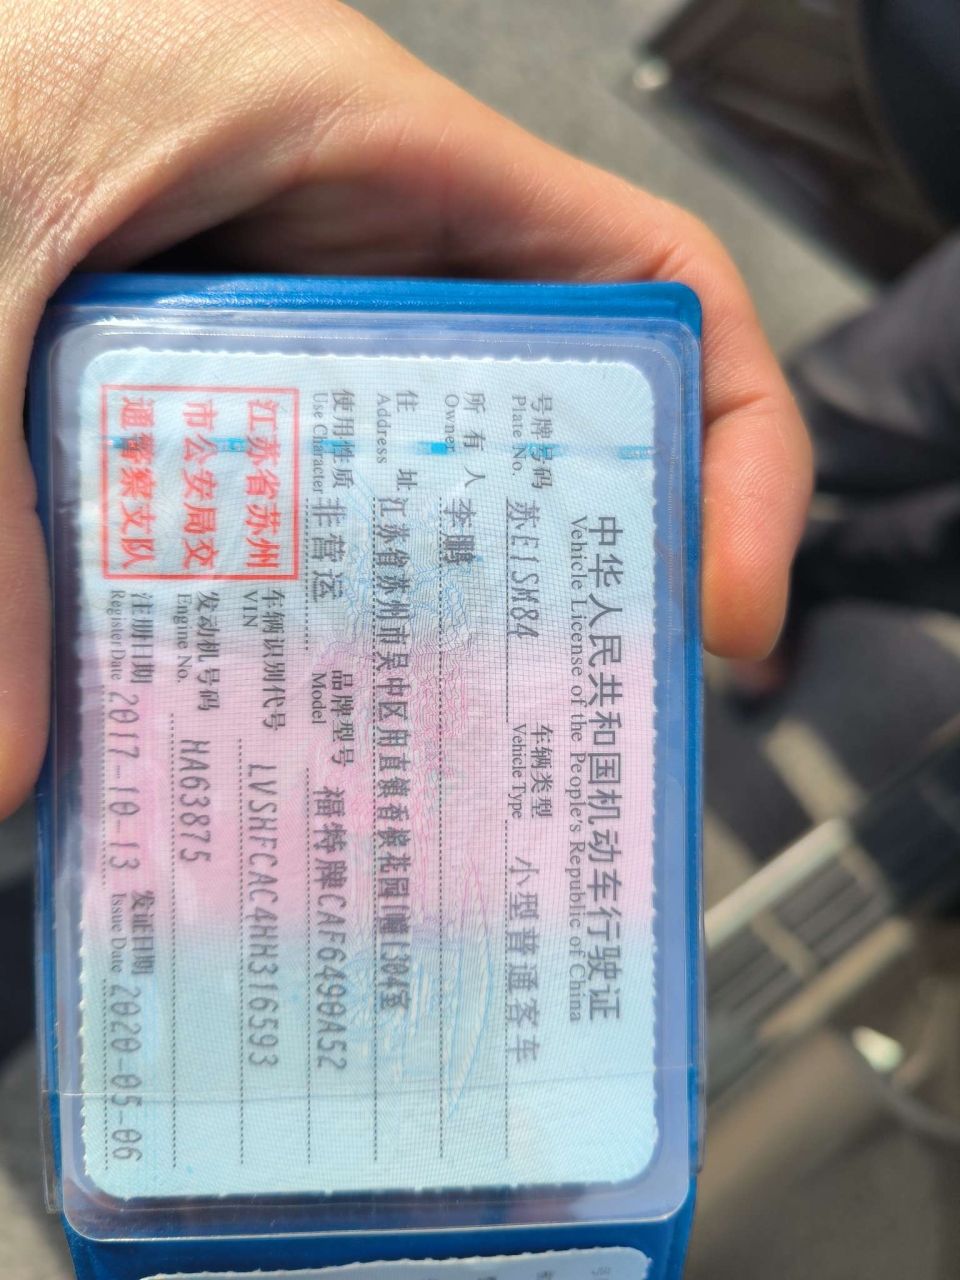 中华人民共和国机动车行驶证
Vehicle License of the People's Republic of China
号牌号码 苏E1SM84 车辆类型 小型普通客车
Plate No. Vehicle Type
所有人 李鹏
Owner
住址 江苏省苏州市吴中区甪直镇香榭花园1幢1304室
Address
使用性质 非营运 品牌型号 福特牌CAF6490A52
Use Character Model
江苏省苏州
市公安局交
通警察支队
车辆识别代号 LVSHFCAC4HH316593
VIN
发动机号码 HA63875
Engine No.
注册日期 2017-10-13 发证日期 2020-05-06
Register Date Issue Date